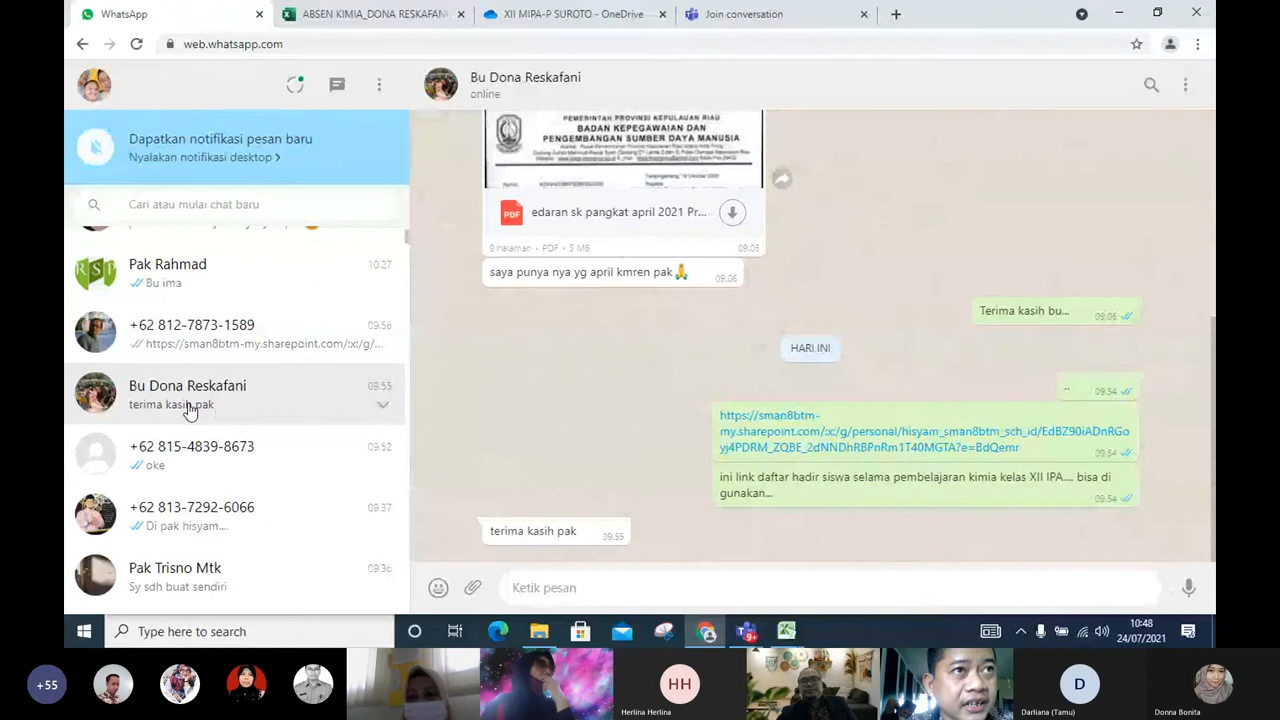 WhatsApp
ABSEN KIMIA_DONA RESKAFANI
XII MIPA-P SUROTO - OneDrive
Join conversation
web.whatsapp.com
Bu Dona Reskafani
online
Dapatkan notifikasi pesan baru
Nyalakan notifikasi desktop >
Cari atau mulai chat baru
Pak Rahmad
10.27
Bu ima
+62 812-7873-1589
09.56
https://sman8btm-my.sharepoint.com/:x:/g/...
Bu Dona Reskafani
09.55
terima kasih pak
+62 815-4839-8673
09.52
oke
+62 813-7292-6066
09.37
Di pak hisyam....
Pak Trisno Mtk
09.36
Sy sdh buat sendiri
PEMERINTAH PROVINSI KEPULAUAN RIAU
BADAN KEPEGAWAIAN DAN
PENGEMBANGAN SUMBER DAYA MANUSIA
PDF
edaran sk pangkat april 2021 Pr...
9 halaman • PDF • 5 MB
09.05
saya punya nya yg april kmren pak🙏
09.06
Terima kasih bu...
09.06
HARI INI
..
09.54
https://sman8btm-
my.sharepoint.com/:x:/g/personal/hisyam_sman8btm_sch_id/EdBZ90iADnRGo
yj4PDRM_ZQBE_2dNNDhRBPnRm1T40MGTA?e=BdQemr
09.54
ini link daftar hadir siswa selama pembelajaran kimia kelas XII IPA.... bisa di
gunakan...
09.54
terima kasih pak
09.55
Ketik pesan
Type here to search
9+
10:48
24/07/2021
+55
HH
Herlina Herlina
D
Darliana (Tamu)
Donna Bonita